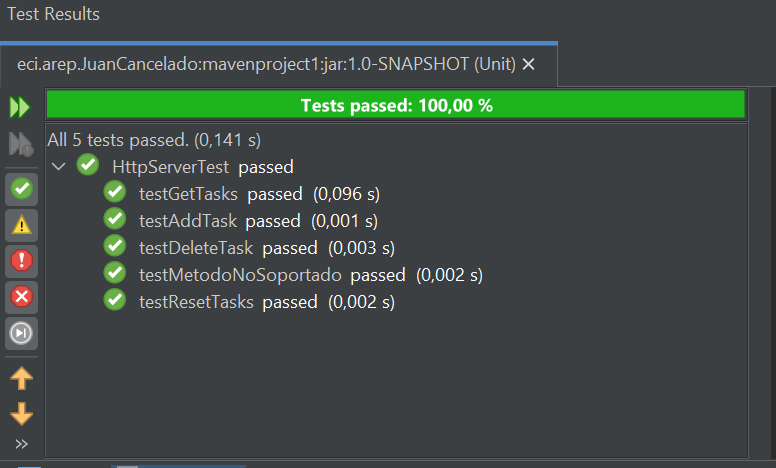 Test Results
eci.arep.JuanCancelado:mavenproject1:jar:1.0-SNAPSHOT (Unit)
Tests passed: 100,00 %
All 5 tests passed. (0,141 s)
HttpServerTest passed
testGetTasks passed (0,096 s)
testAddTask passed (0,001 s)
testDeleteTask passed (0,003 s)
testMetodoNoSoportado passed (0,002 s)
testResetTasks passed (0,002 s)